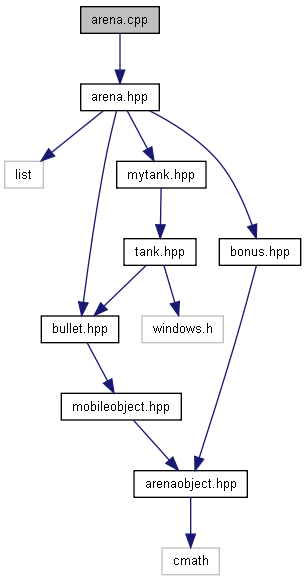 arena.cpp
arena.hpp
list
mytank.hpp
tank.hpp
bonus.hpp
bullet.hpp
windows.h
mobileobject.hpp
arenaobject.hpp
cmath